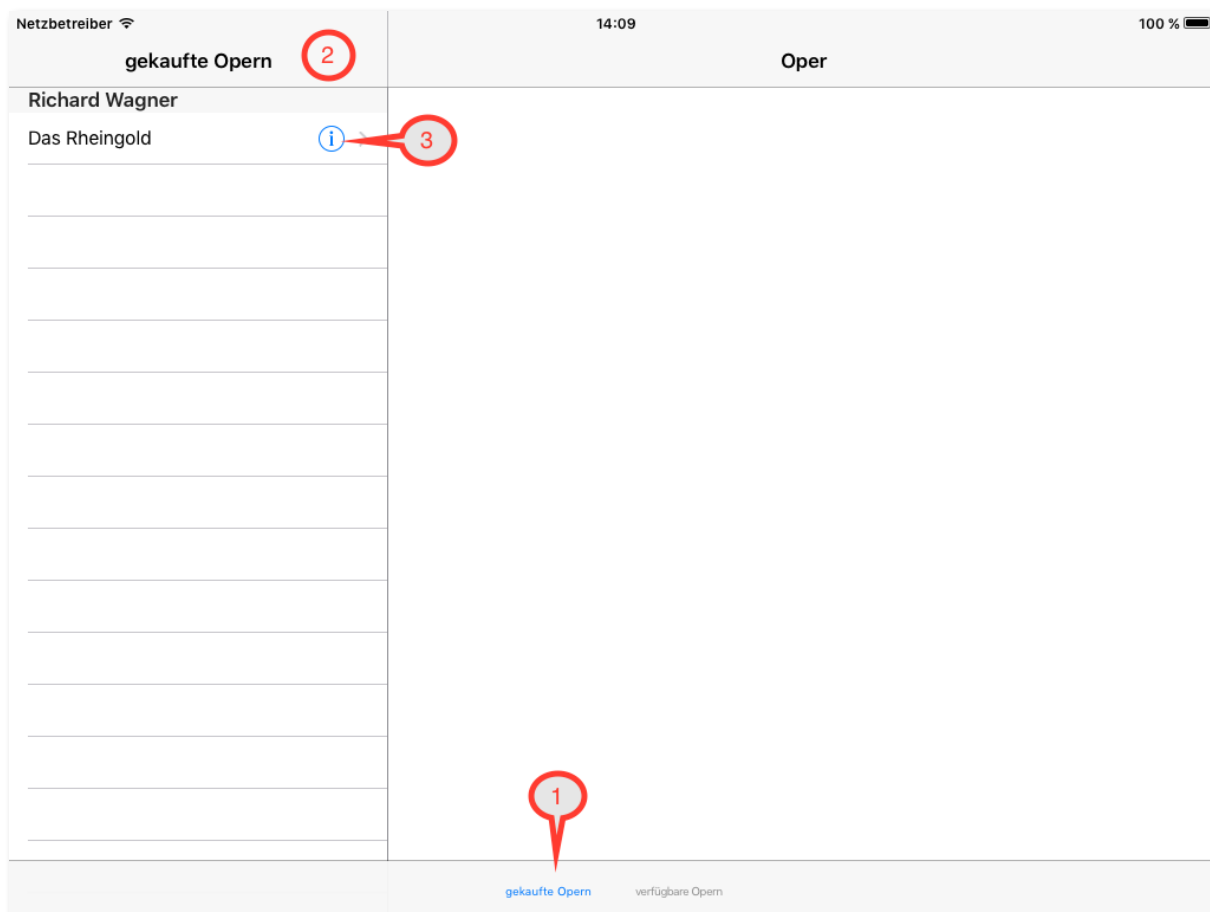 Netzbetreiber 14:09 100 %
gekaufte Opern 2 Oper
Richard Wagner
Das Rheingold i 3
1
gekaufte Opern verfügbare Opern